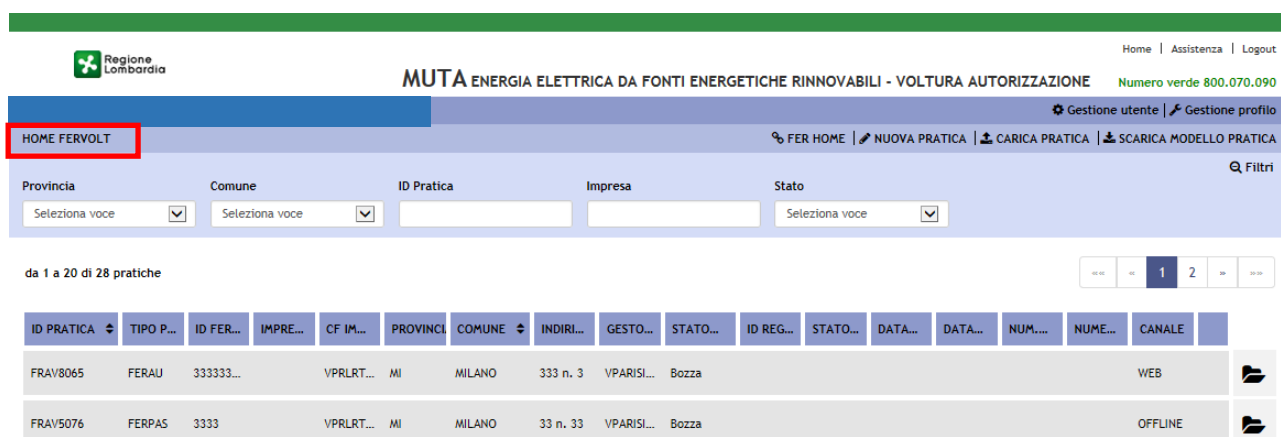 Home | Assistenza | Logout
Regione
Lombardia
MUTA ENERGIA ELETTRICA DA FONTI ENERGETICHE RINNOVABILI - VOLTURA AUTORIZZAZIONE Numero verde 800.070.090
Gestione utente | Gestione profilo
HOME FERVOLT FER HOME | NUOVA PRATICA | CARICA PRATICA | SCARICA MODELLO PRATICA
Filtri
Provincia Comune ID Pratica Impresa Stato
Seleziona voce Seleziona voce Seleziona voce
da 1 a 20 di 28 pratiche «« « 1 2 » »»
ID PRATICA TIPO P... ID FER... IMPRE... CF IM... PROVINCI COMUNE INDIRI... GESTO... STATO... ID REG... STATO... DATA... DATA... NUM.... NUME... CANALE
FRAV8065 FERAU 333333... VPRLRT... MI MILANO 333 n. 3 VPARISI... Bozza WEB
FRAV5076 FERPAS 3333 VPRLRT... MI MILANO 33 n. 33 VPARISI... Bozza OFFLINE